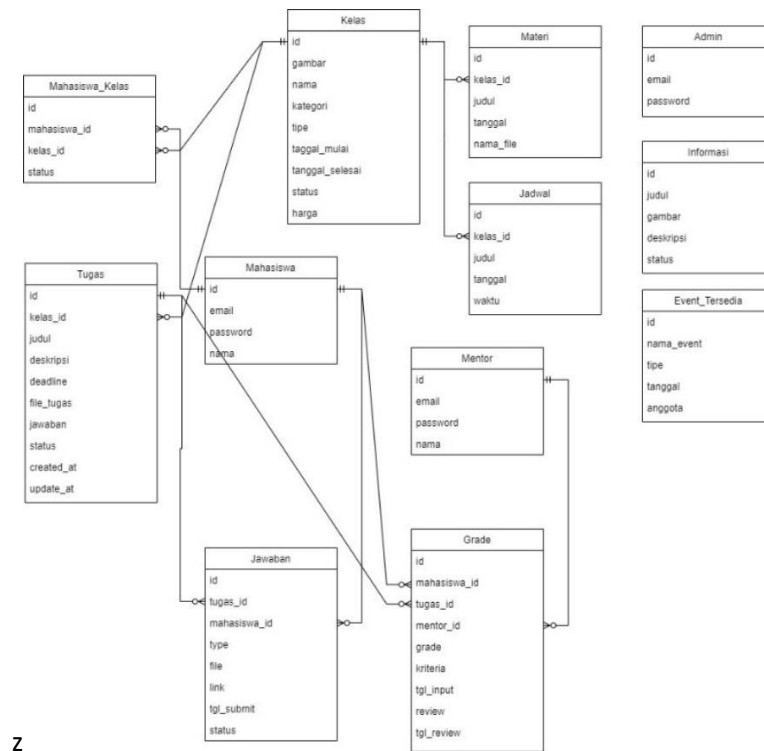 Kelas
id
gambar
nama
kategori
tipe
taggal_mulai
tanggal_selesai
status
harga
Materi
id
kelas_id
judul
tanggal
nama_file
Admin
id
email
password
Mahasiswa_Kelas
id
mahasiswa_id
kelas_id
status
Informasi
id
judul
gambar
deskripsi
status
Jadwal
id
kelas_id
judul
tanggal
waktu
Tugas
id
kelas_id
judul
deskripsi
deadline
file_tugas
jawaban
status
created_at
update_at
Mahasiswa
id
email
password
nama
Event_Tersedia
id
nama_event
tipe
tanggal
anggota
Mentor
id
email
password
nama
Jawaban
id
tugas_id
mahasiswa_id
type
file
link
tgl_submit
status
Grade
id
mahasiswa_id
tugas_id
mentor_id
grade
kriteria
tgl_input
review
tgl_review
z